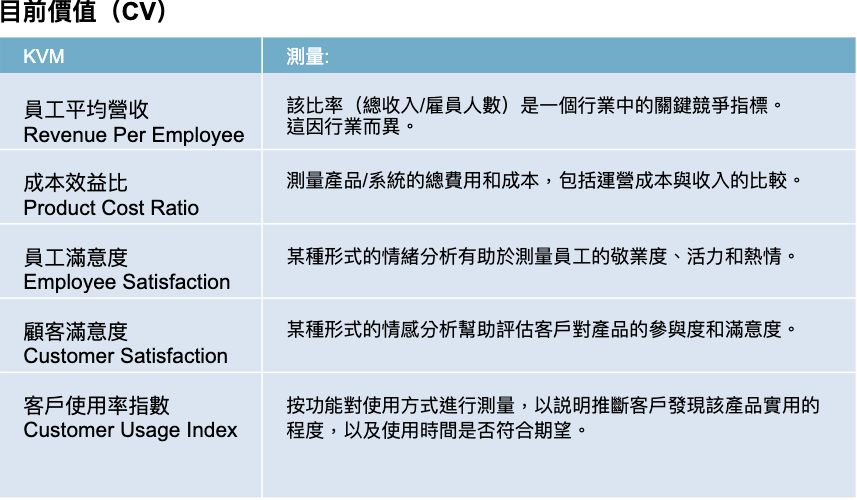 目前價值（CV）
KVM
測量:
員工平均營收
Revenue Per Employee
該比率（總收入/雇員人數）是一個行業中的關鍵競爭指標。
這因行業而異。
成本效益比
Product Cost Ratio
測量產品/系統的總費用和成本，包括運營成本與收入的比較。
員工滿意度
Employee Satisfaction
某種形式的情緒分析有助於測量員工的敬業度、活力和熱情。
顧客滿意度
Customer Satisfaction
某種形式的情感分析幫助評估客戶對產品的參與度和滿意度。
客戶使用率指數
Customer Usage Index
按功能對使用方式進行測量，以説明推斷客戶發現該產品實用的
程度，以及使用時間是否符合期望。